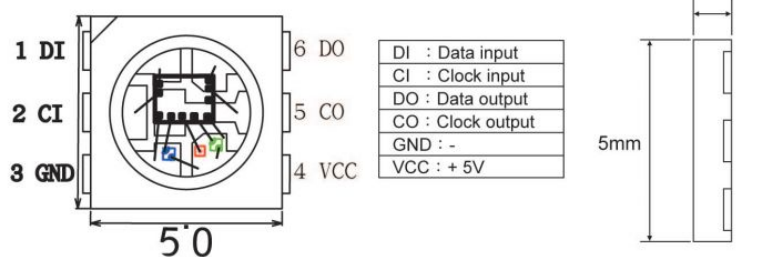 1 DI
6 DO
2 CI
5 CO
3 GND
4 VCC
5.0
DI : Data input
CI : Clock input
DO : Data output
CO : Clock output
GND : -
VCC : + 5V
5mm